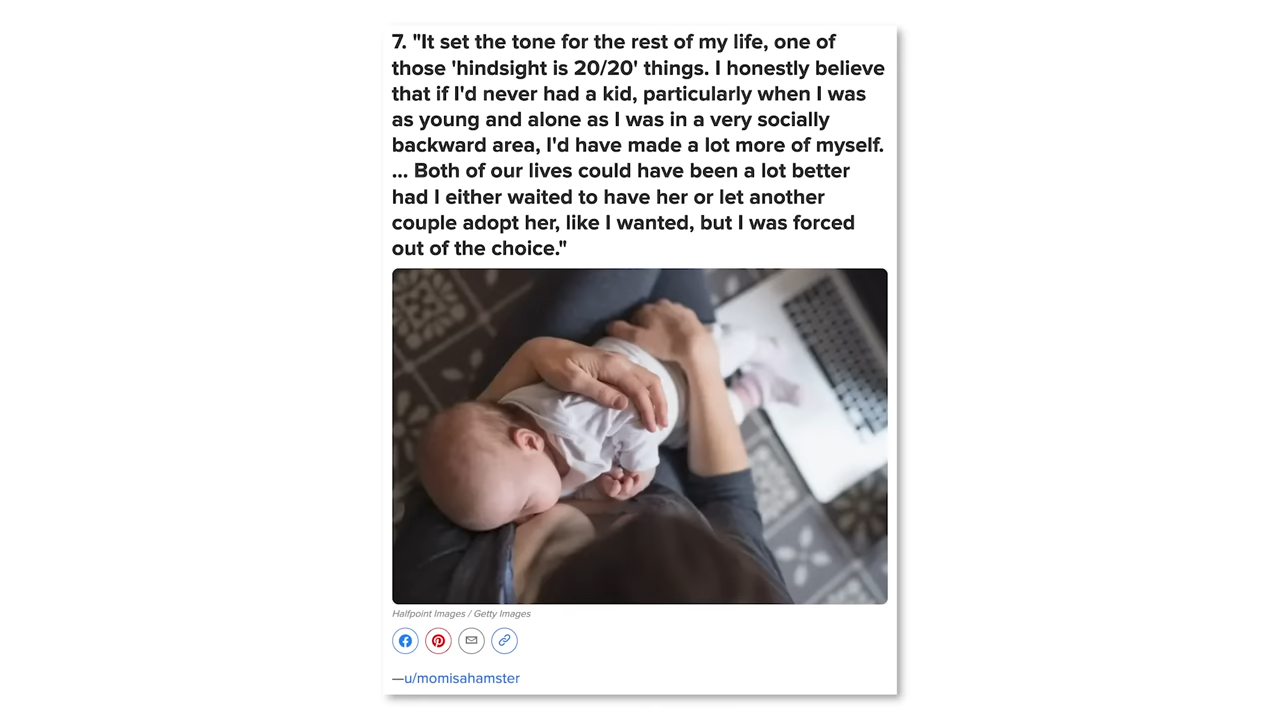 7. "It set the tone for the rest of my life, one of
those 'hindsight is 20/20' things. I honestly believe
that if I'd never had a kid, particularly when I was
as young and alone as I was in a very socially
backward area, I'd have made a lot more of myself.
... Both of our lives could have been a lot better
had I either waited to have her or let another
couple adopt her, like I wanted, but I was forced
out of the choice."
Halfpoint Images / Getty Images
—u/momisahamster